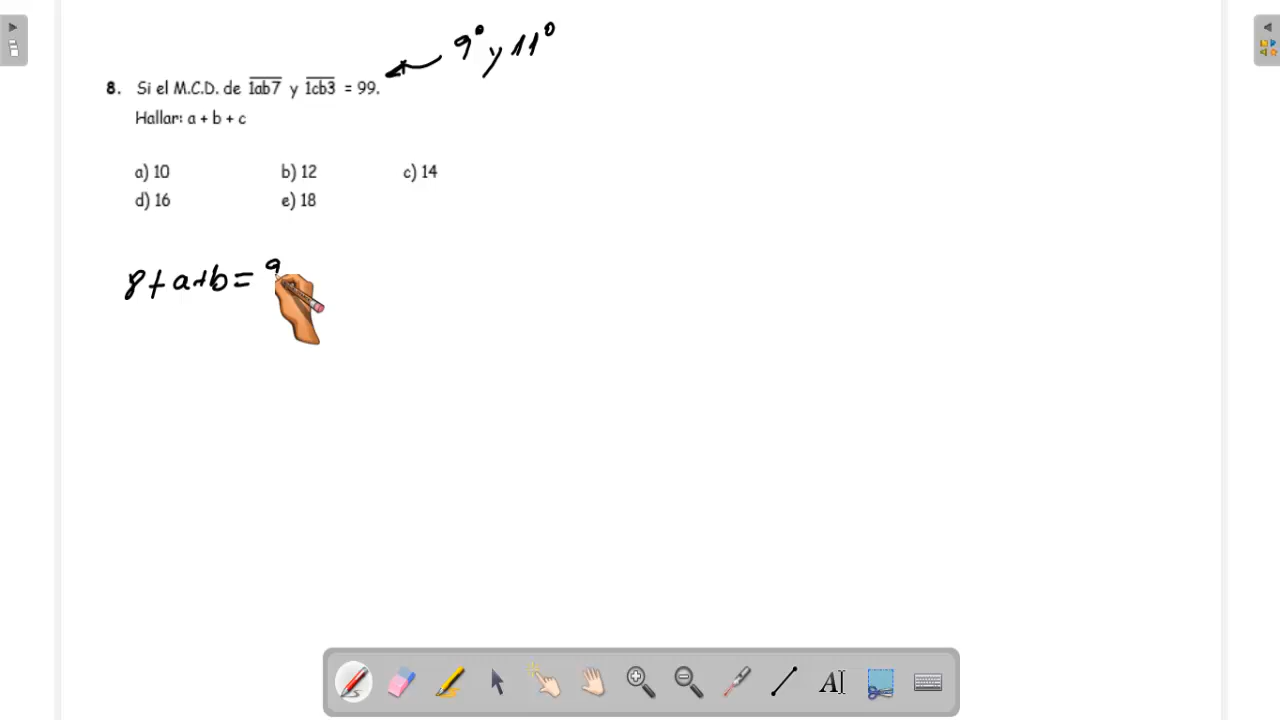 9° y 11°
8. Si el M.C.D. de 1ab7 y 1cb3 = 99.
Hallar: a + b + c
a) 10 b) 12 c) 14
d) 16 e) 18
8 + a + b = 9